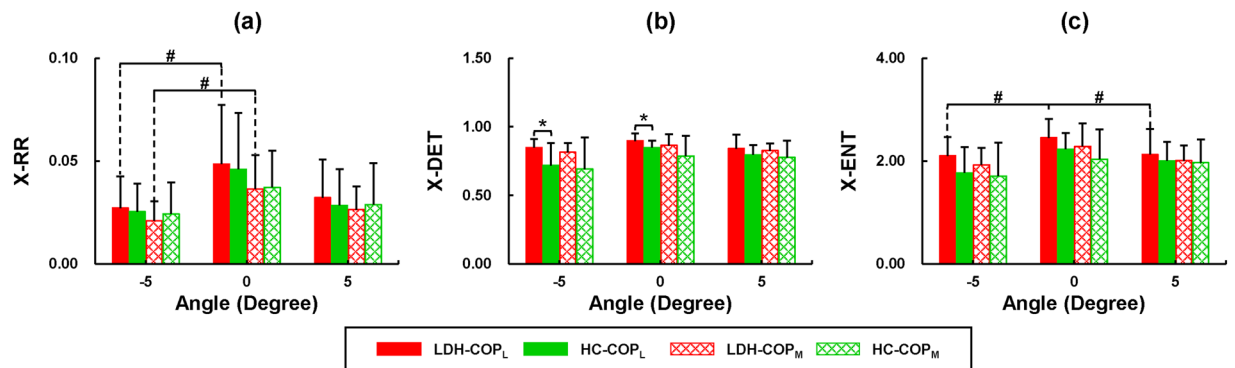 (a)
X-RR
0.10
0.05
0.00
#
#
-5
0
5
Angle (Degree)
(b)
X-DET
1.50
1.00
0.50
0.00
*
*
-5
0
5
Angle (Degree)
(c)
X-ENT
4.00
2.00
0.00
#
#
-5
0
5
Angle (Degree)
LDH-COPL HC-COPL LDH-COPM HC-COPM